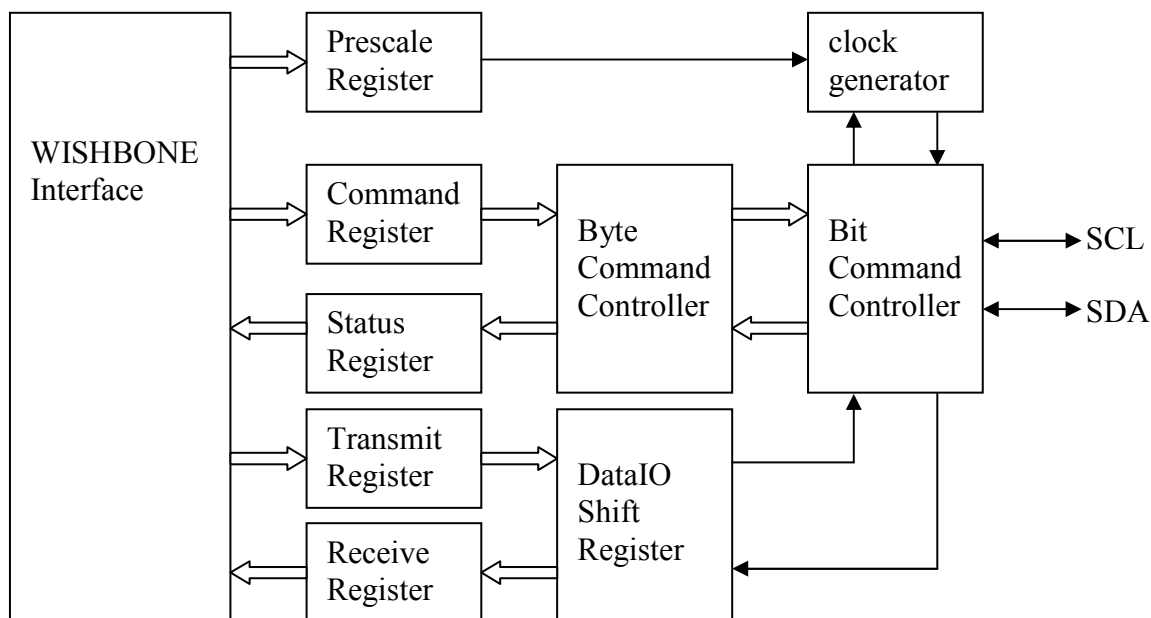 Prescale
Register
clock
generator
WISHBONE
Interface
Command
Register
Byte
Command
Controller
Bit
Command
Controller
SCL
SDA
Status
Register
Transmit
Register
DataIO
Shift
Register
Receive
Register